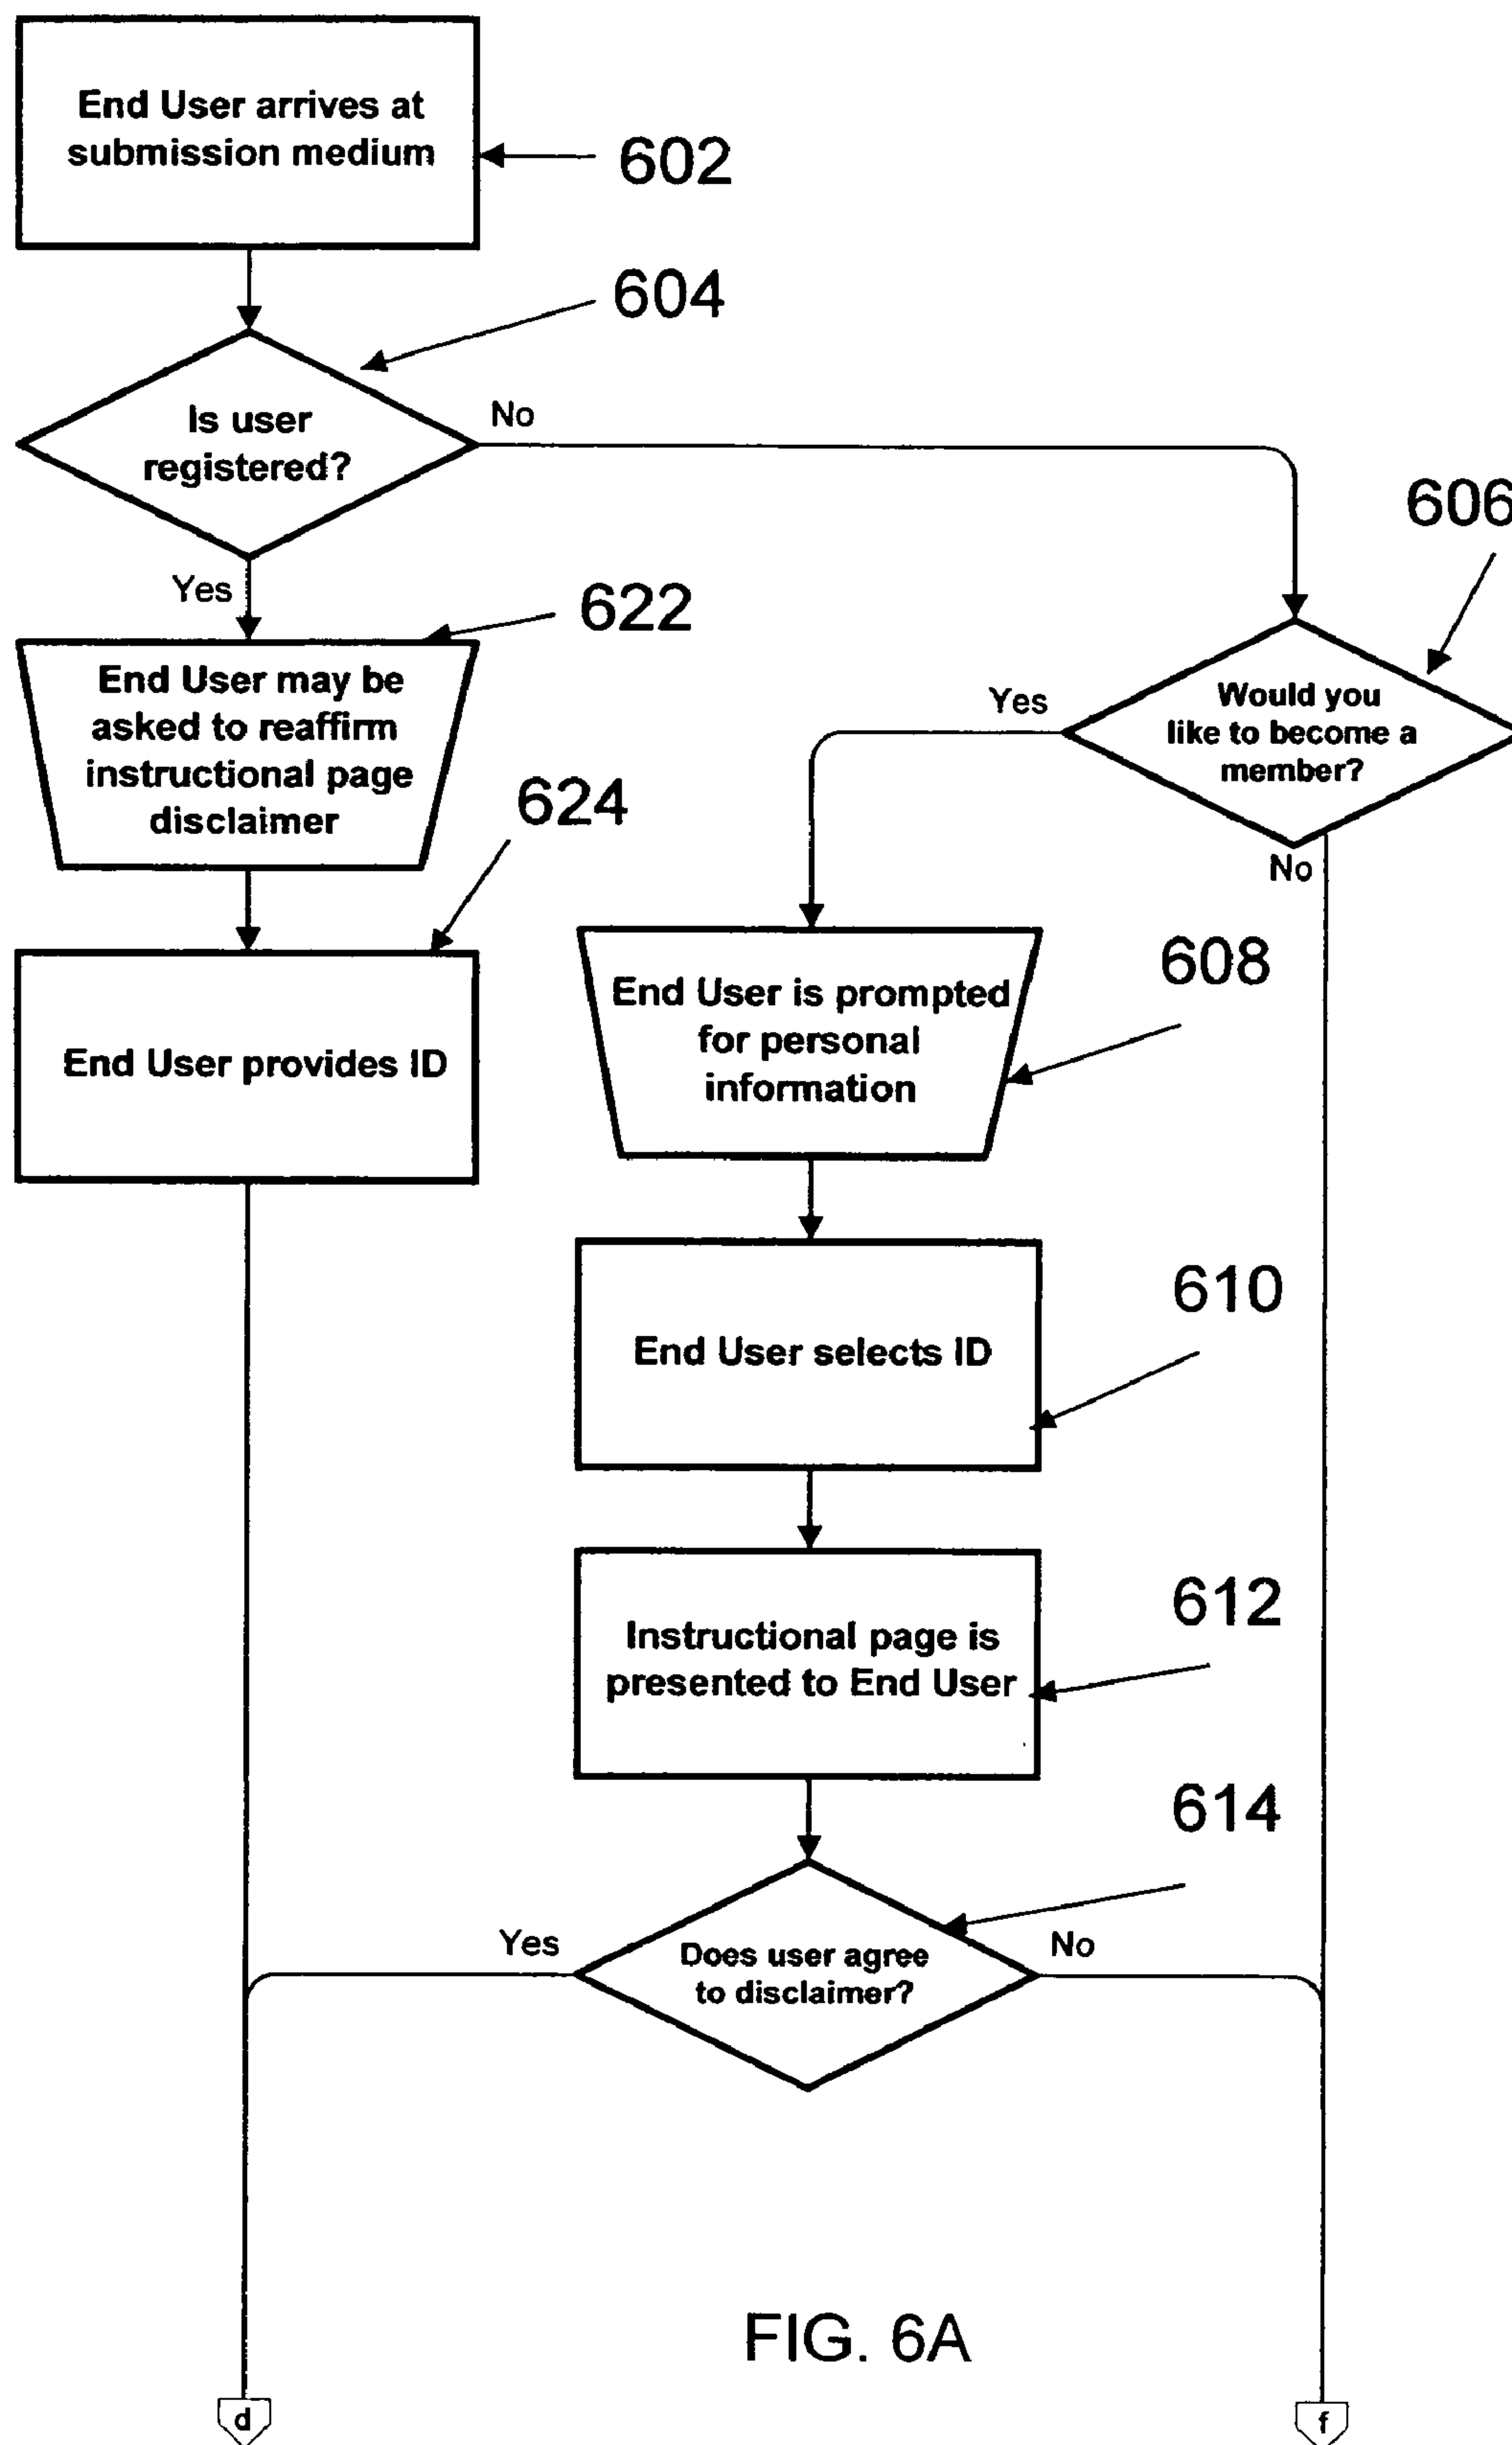 End User arrives at
submission medium
602
604
Is user
registered?
No
Yes
606
622
End User may be
asked to reaffirm
instructional page
disclaimer
Would you
like to become a
member?
Yes
No
624
End User provides ID
608
End User is prompted
for personal
information
610
End User selects ID
612
Instructional page is
presented to End User
614
Does user agree
to disclaimer?
Yes
No
FIG. 6A
d
f